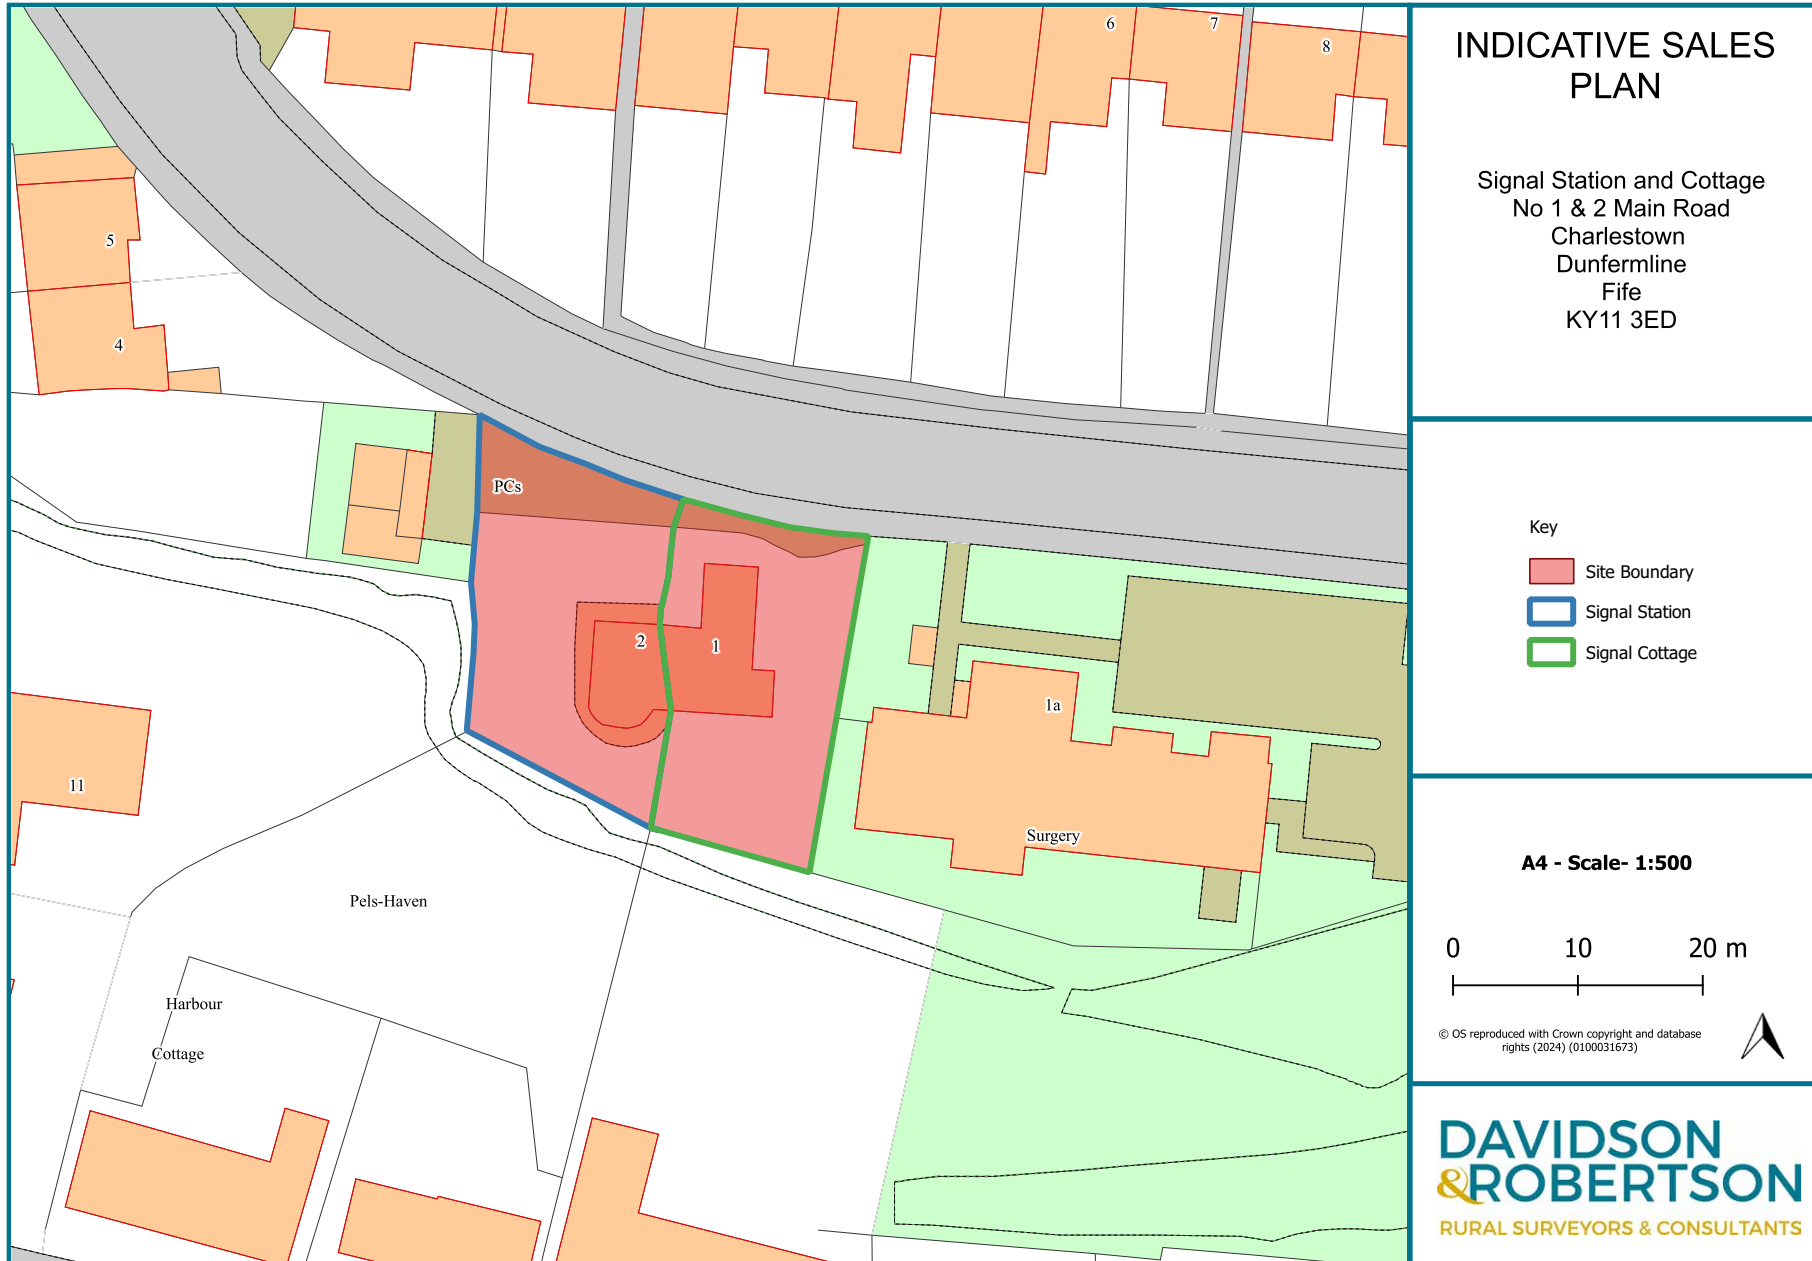 INDICATIVE SALES
PLAN
Signal Station and Cottage
No 1 & 2 Main Road
Charlestown
Dunfermline
Fife
KY11 3ED
Key
Site Boundary
Signal Station
Signal Cottage
A4 - Scale- 1:500
0 10 20 m
© OS reproduced with Crown copyright and database
rights (2024) (0100031673)
DAVIDSON
&ROBERTSON
RURAL SURVEYORS & CONSULTANTS
6
7
8
5
4
PCs
2
1
1a
Surgery
11
Pels-Haven
Harbour
Cottage